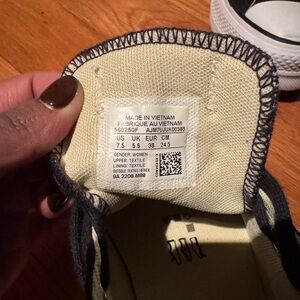 MADE IN VIETNAM
FABRIQUE AU VIETNAM
560250F
US UK EUR CM
7.5 5.5 38 24.5
GENDER: WOMEN
UPPER: TEXTILE
LINING: TEXTILE